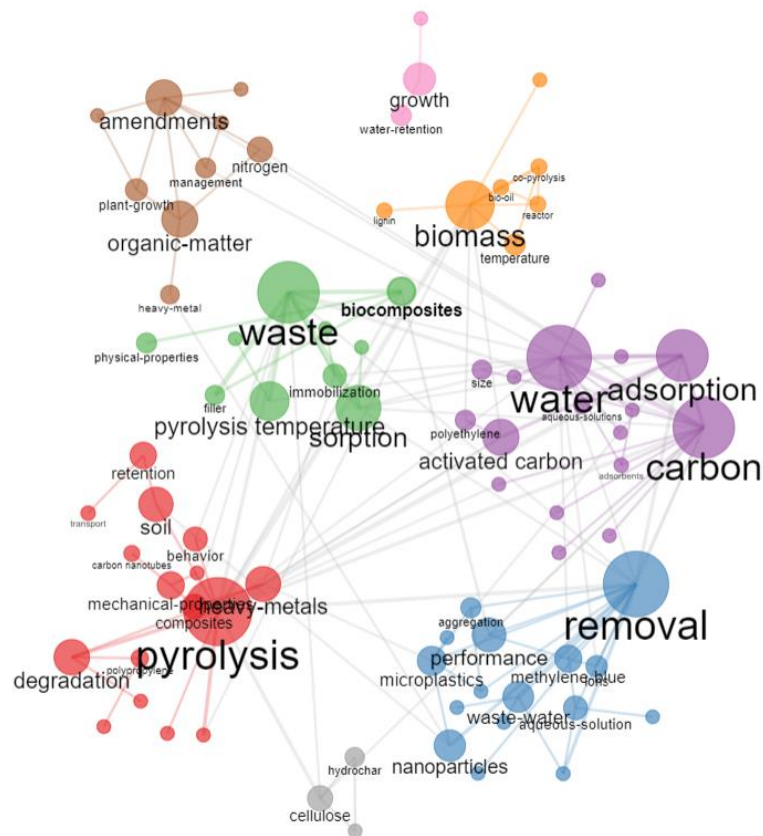 growth
water-retention
amendments
nitrogen
management
plant-growth
organic-matter
heavy-metal
co-pyrolysis
bio-oil
lignin
reactor
biomass
temperature
biocomposites
waste
physical-properties
immobilization
filler
pyrolysis temperature
sorption
size
water
adsorption
aqueous-solutions
polyethylene
activated carbon
carbon
adsorbents
retention
transport
soil
behavior
carbon nanotubes
mechanical-properties
heavy-metals
composites
pyrolysis
polypropylene
degradation
aggregation
removal
performance
microplastics
methylene-blue
ions
waste-water
aqueous-solution
nanoparticles
hydrochar
cellulose